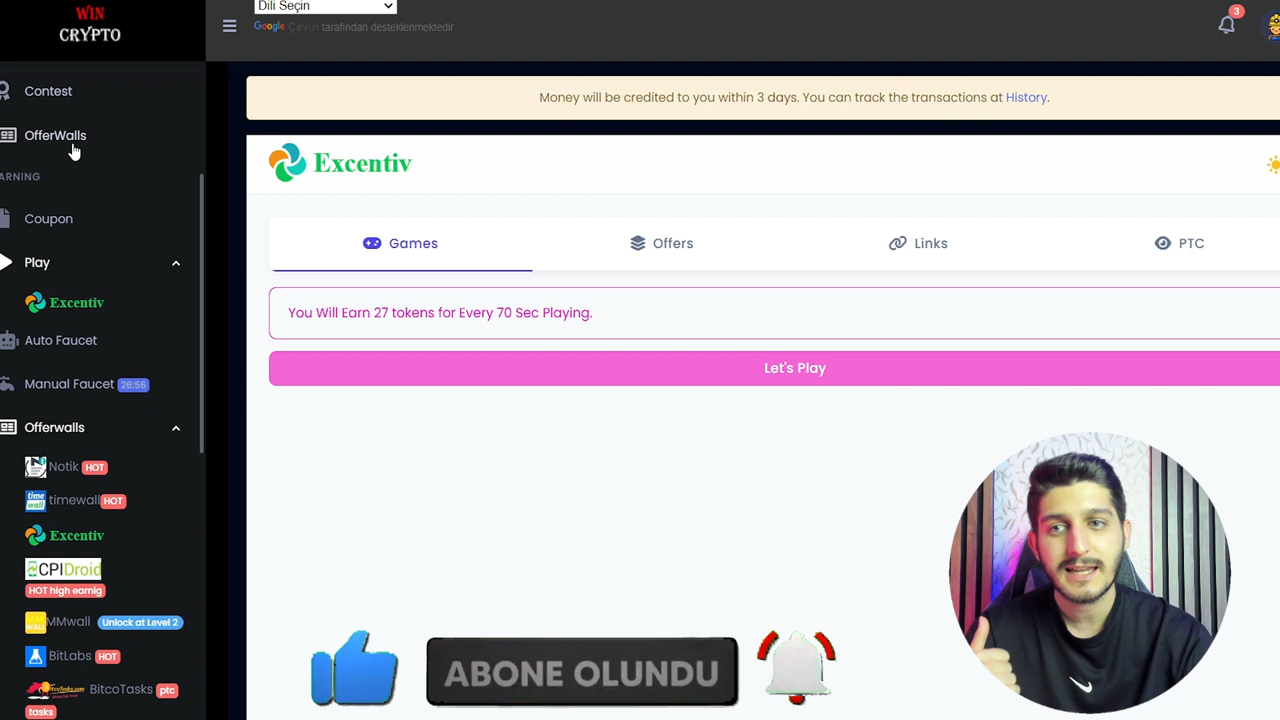 WIN
CRYPTO
Dili Seçin
Google Çeviri tarafından desteklenmektedir
3
Contest
OfferWalls
ARNING
Coupon
Play
Excentiv
Auto Faucet
Manual Faucet 26:56
Offerwalls
Notik HOT
timewall HOT
Excentiv
CPIDroid
HOT high earnig
MMwall Unlock at Level 2
BitLabs HOT
BitcoTasks ptc
tasks
Money will be credited to you within 3 days. You can track the transactions at History.
Excentiv
Games
Offers
Links
PTC
You Will Earn 27 tokens for Every 70 Sec Playing.
Let's Play
ABONE OLUNDU